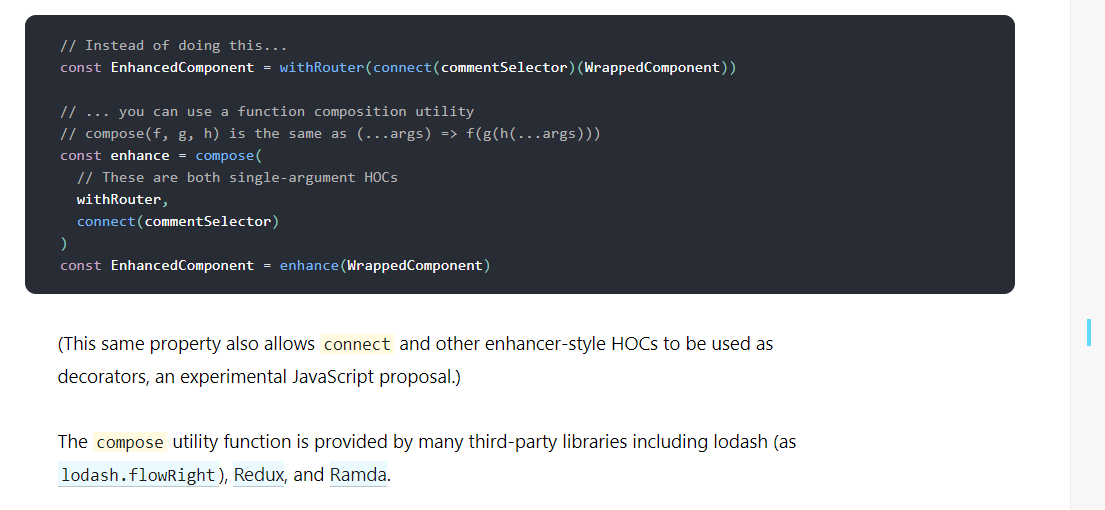 // Instead of doing this...
const EnhancedComponent = withRouter(connect(commentSelector)(WrappedComponent))
// ... you can use a function composition utility
// compose(f, g, h) is the same as (...args) => f(g(h(...args)))
const enhance = compose(
  // These are both single-argument HOCs
  withRouter,
  connect(commentSelector)
)
const EnhancedComponent = enhance(WrappedComponent)
(This same property also allows connect and other enhancer-style HOCs to be used as
decorators, an experimental JavaScript proposal.)
The compose utility function is provided by many third-party libraries including lodash (as
lodash.flowRight), Redux, and Ramda.